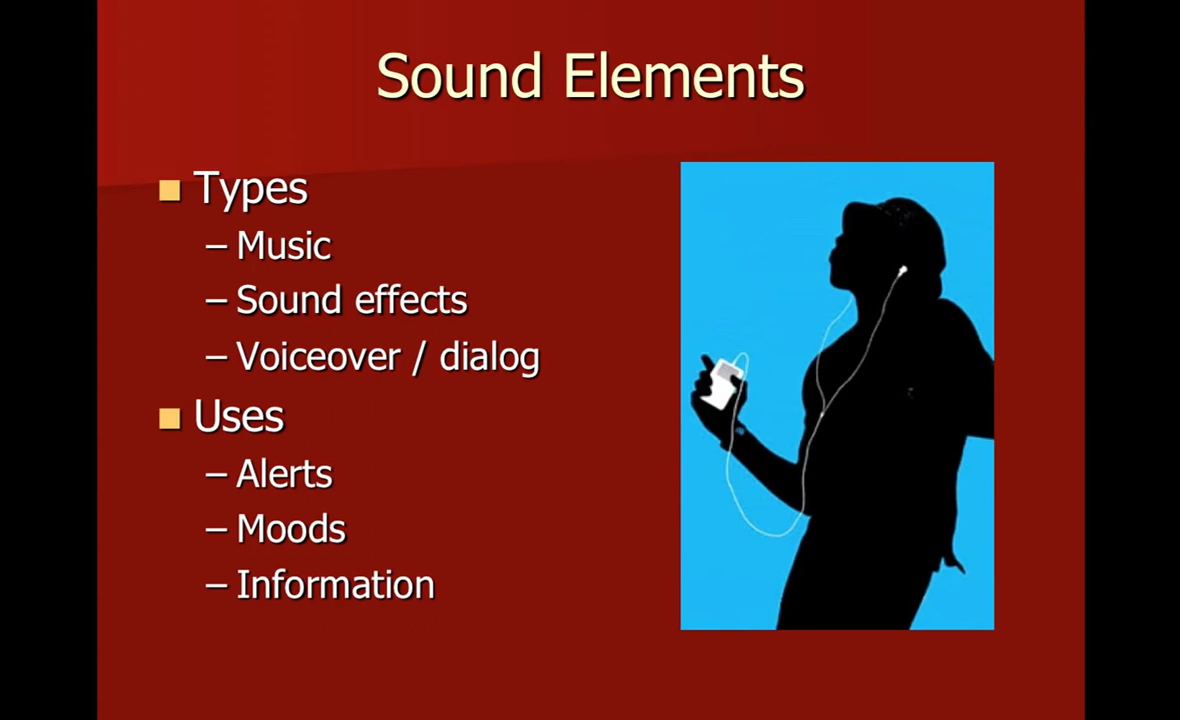 Sound Elements
Types
– Music
– Sound effects
– Voiceover / dialog
Uses
– Alerts
– Moods
– Information